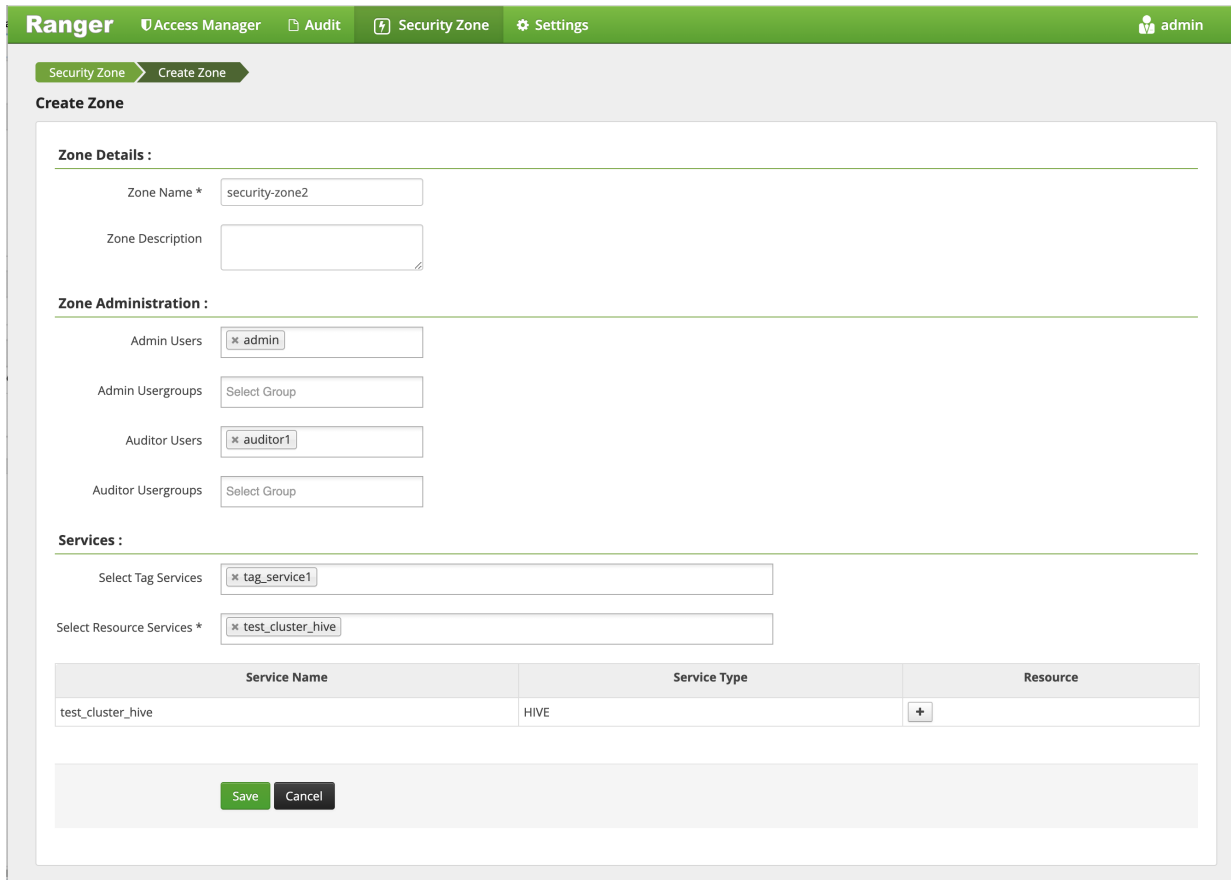 Ranger Access Manager Audit Security Zone Settings admin
Security Zone Create Zone
Create Zone
Zone Details :
Zone Name * security-zone2
Zone Description
Zone Administration :
Admin Users × admin
Admin Usergroups Select Group
Auditor Users × auditor1
Auditor Usergroups Select Group
Services :
Select Tag Services × tag_service1
Select Resource Services * × test_cluster_hive
Service Name Service Type Resource
test_cluster_hive HIVE +
Save Cancel